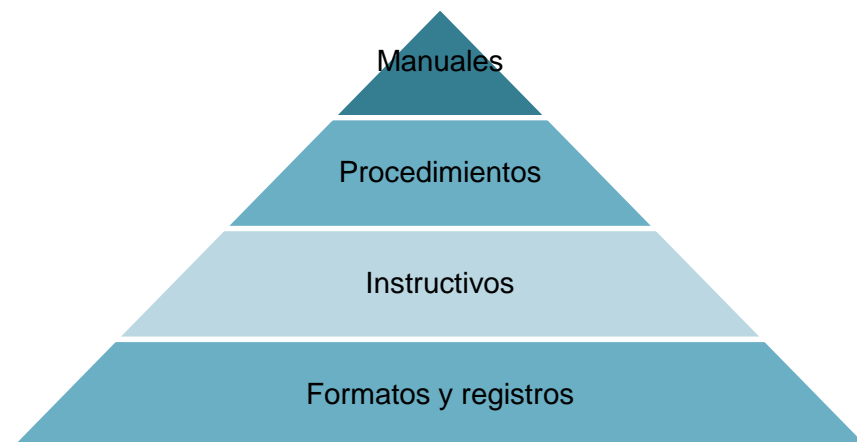 Manuales
Procedimientos
Instructivos
Formatos y registros